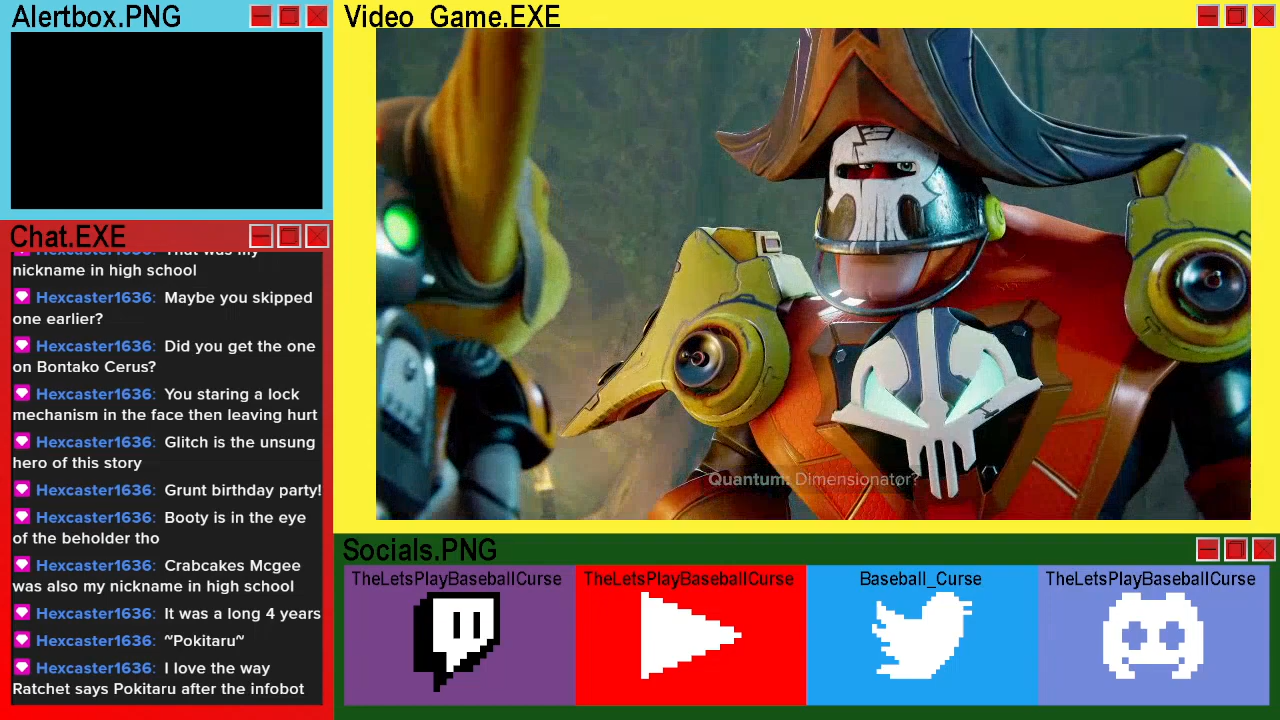 Alertbox.PNG
Video Game.EXE
Chat.EXE
nickname in high school
Hexcaster1636: Maybe you skipped
one earlier?
Hexcaster1636: Did you get the one
on Bontako Cerus?
Hexcaster1636: You staring a lock
mechanism in the face then leaving hurt
Hexcaster1636: Glitch is the unsung
hero of this story
Hexcaster1636: Grunt birthday party!
Hexcaster1636: Booty is in the eye
of the beholder tho
Hexcaster1636: Crabcakes Mcgee
was also my nickname in high school
Hexcaster1636: It was a long 4 years
Hexcaster1636: ~Pokitaru~
Hexcaster1636: I love the way
Ratchet says Pokitaru after the infobot
Quantum: Dimensionator?
Socials.PNG
TheLetsPlayBaseballCurse
TheLetsPlayBaseballCurse
Baseball_Curse
TheLetsPlayBaseballCurse